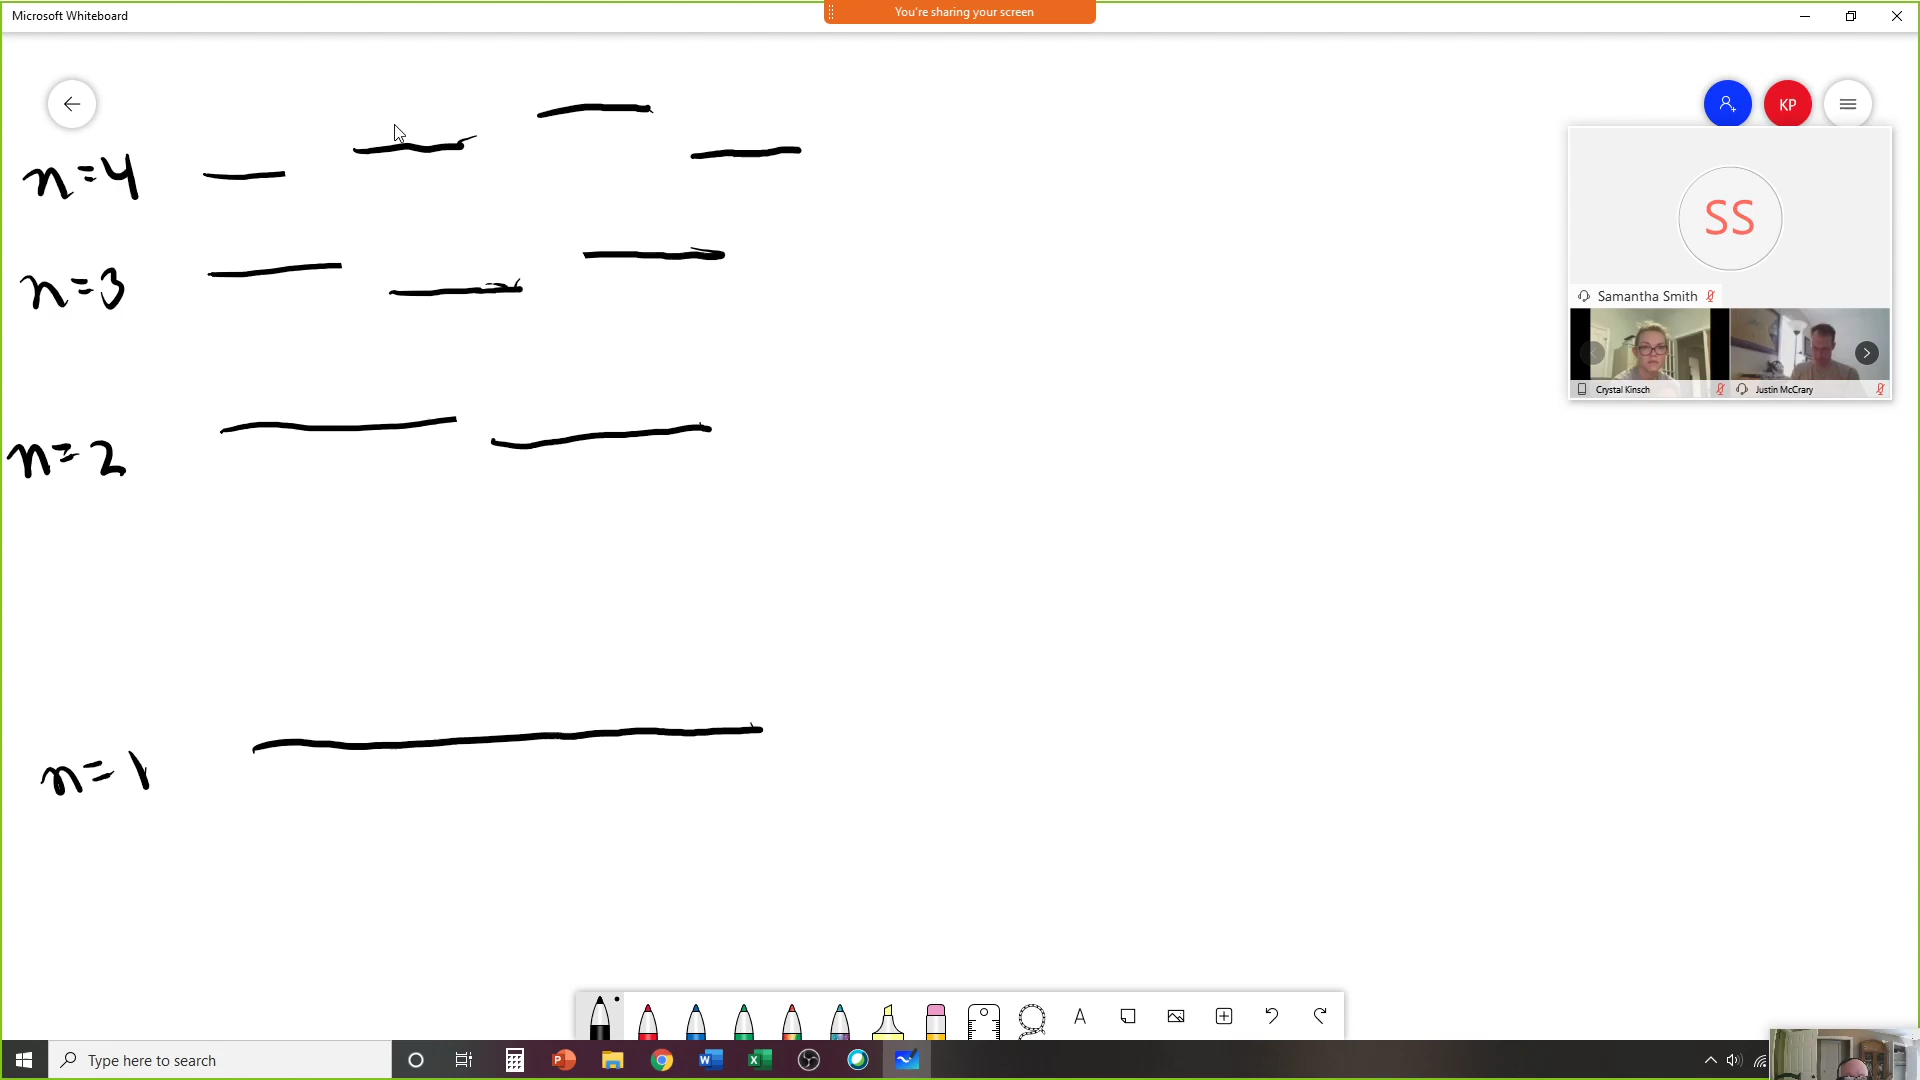 Microsoft Whiteboard
You're sharing your screen
KP
n=4
SS
Samantha Smith
n=3
Crystal Kinsch
Justin McCrary
n=2
n=1
A
Type here to search